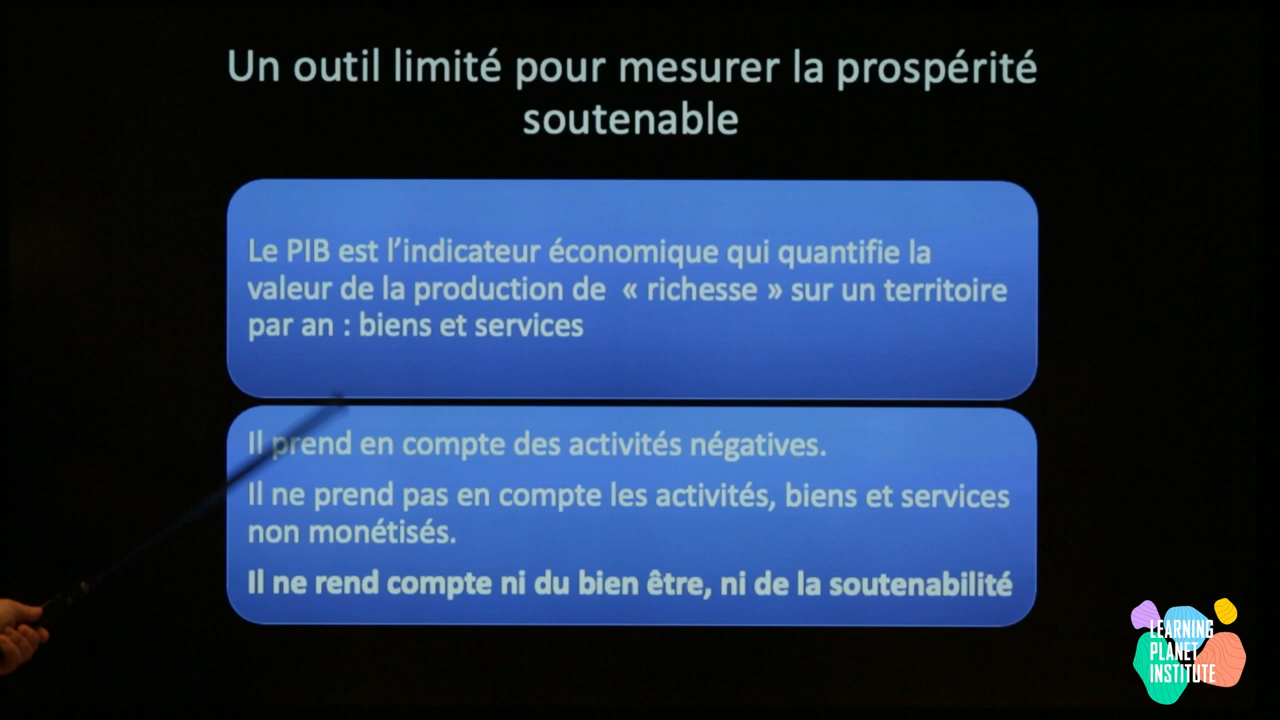 Un outil limité pour mesurer la prospérité
soutenable
Le PIB est l’indicateur économique qui quantifie la
valeur de la production de « richesse » sur un territoire
par an : biens et services
Il prend en compte des activités négatives.
Il ne prend pas en compte les activités, biens et services
non monétisés.
Il ne rend compte ni du bien être, ni de la soutenabilité
LEARNING
PLANET
INSTITUTE